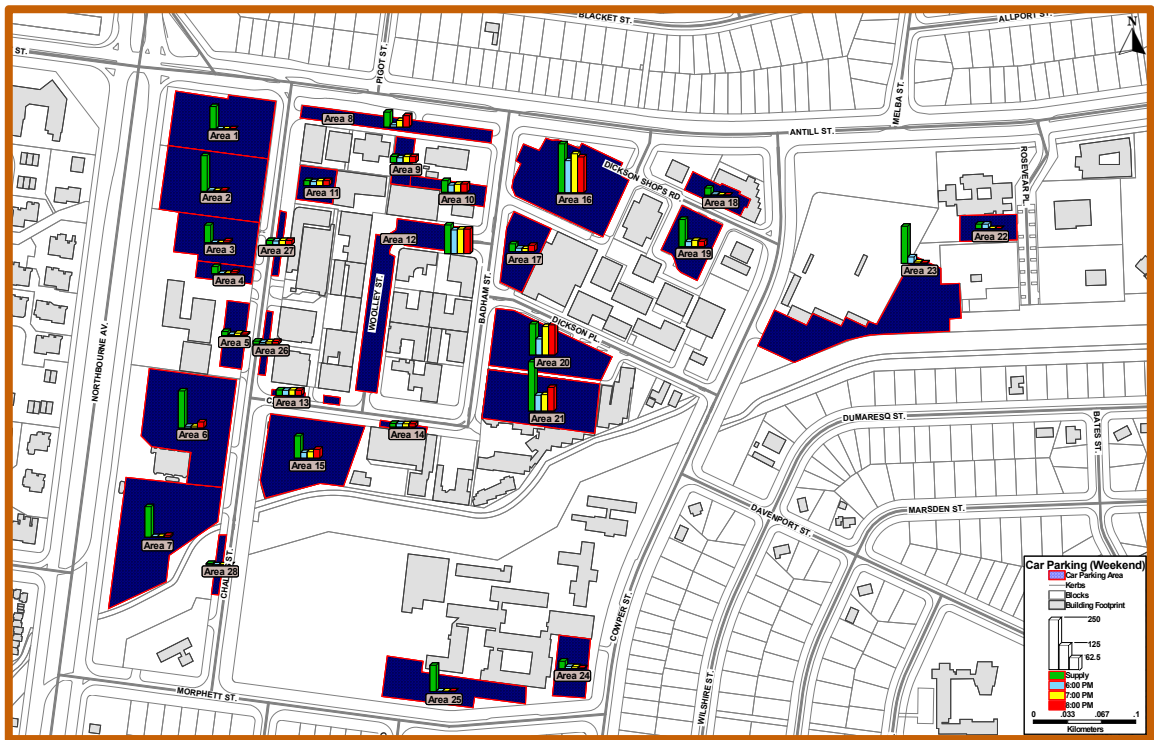 BLACKET ST.
ALLPORT ST.
N
ST.
PIGOT ST.
MELBA ST.
ANTILL ST.
Area 8
Area 1
ROSEVEAR PL.
Area 9
DICKSON SHOPS RD
Area 11
Area 2
Area 10
Area 16
Area 18
Area 12
Area 22
Area 3
Area 27
Area 17
Area 19
Area 23
Area 4
WOOLLEY ST.
BADHAM ST.
DICKSON PL.
NORTHBOURNE AV.
Area 5
Area 26
Area 20
C
Area 13
Area 21
DUMARESQ ST.
BATES ST.
Area 6
Area 14
Area 15
MARSDEN ST.
DAVENPORT ST.
Area 7
Area 28
CHAL
ST.
COWPER ST.
WILSHIRE ST.
Area 24
Area 25
MORPHETT ST.
Car Parking (Weekend)
Car Parking Area
Kerbs
Blocks
Building Footprint
250
125
62.5
Supply
6:00 PM
7:00 PM
8:00 PM
0 .033 .067 .1
Kilometers